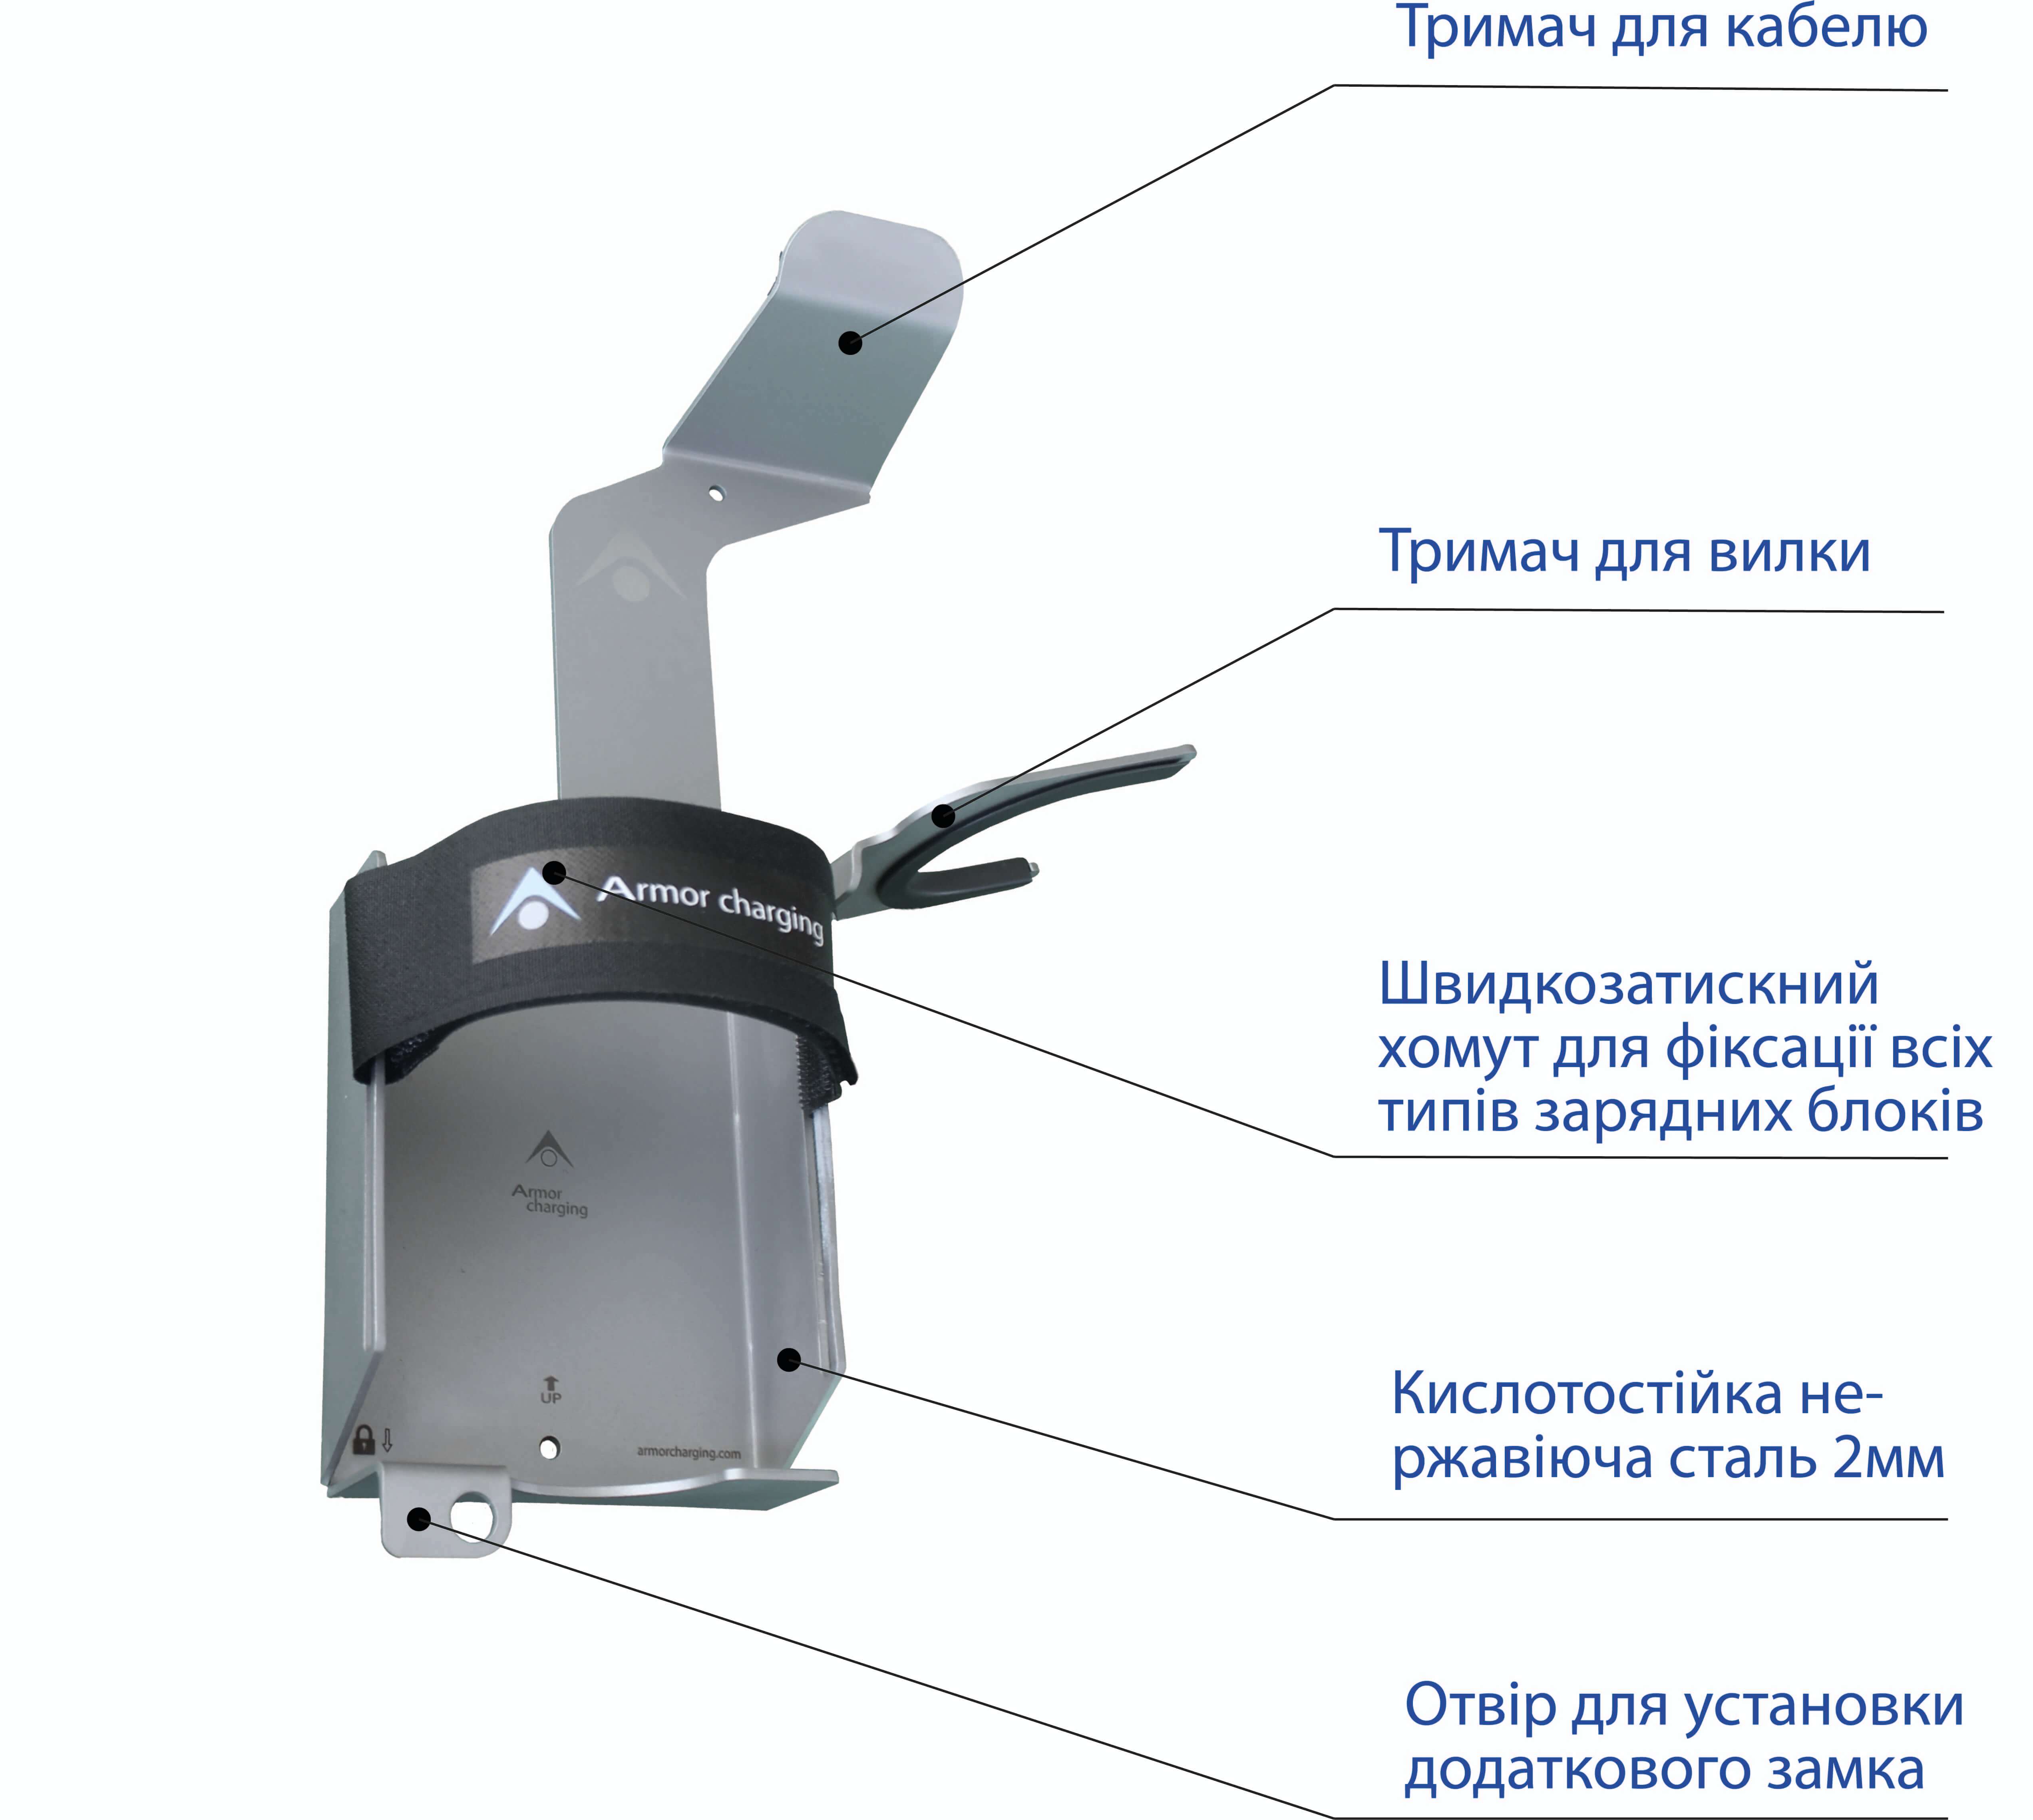 Тримач для кабелю
Тримач для вилки
Armor charging
Швидкозатискний
хомут для фіксації всіх
типів зарядних блоків
Armor
charging
UP
armorcharging.com
Кислотостійка не-
ржавіюча сталь 2мм
Отвір для установки
додаткового замка